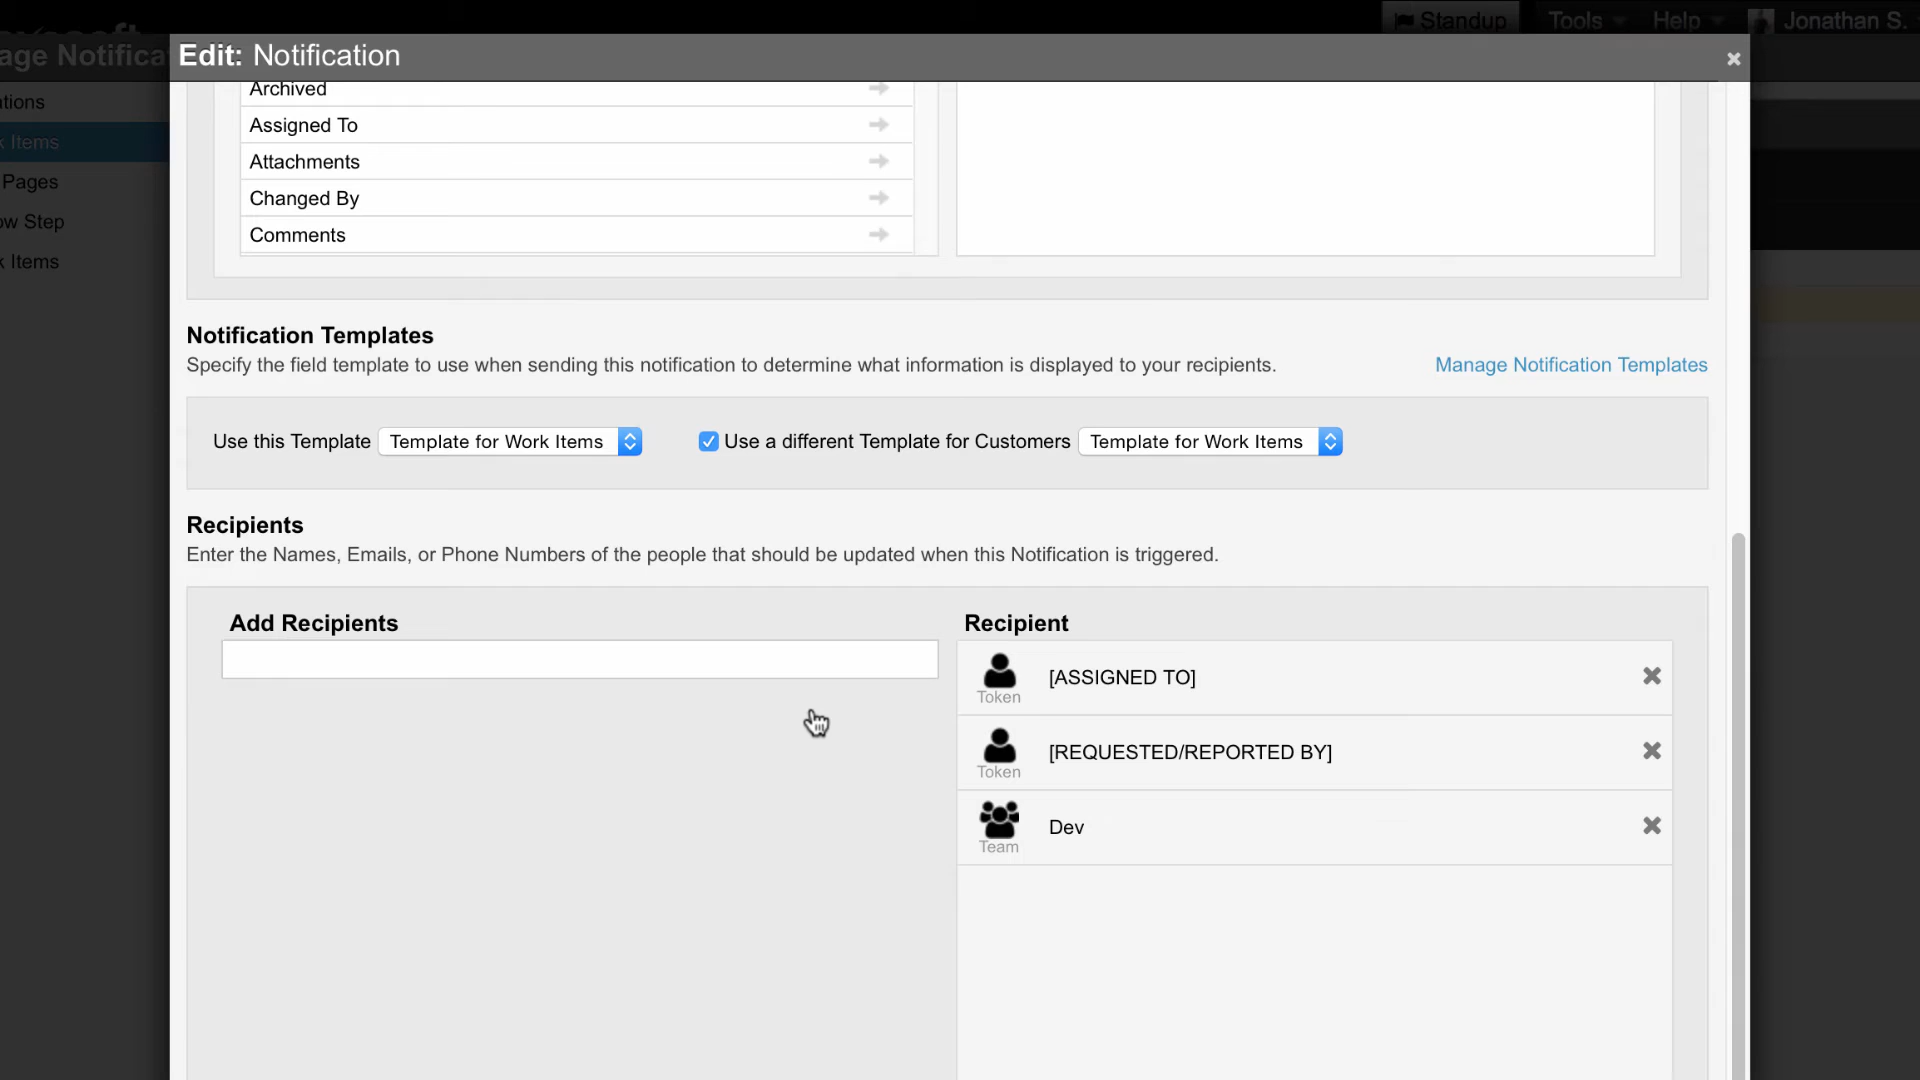 Standup
Tools
Help
Jonathan S.
age Notifica
Edit: Notification
tions
k Items
Pages
ow Step
k Items
Archived
Assigned To
Attachments
Changed By
Comments
Notification Templates
Specify the field template to use when sending this notification to determine what information is displayed to your recipients.
Manage Notification Templates
Use this Template Template for Work Items
Use a different Template for Customers Template for Work Items
Recipients
Enter the Names, Emails, or Phone Numbers of the people that should be updated when this Notification is triggered.
Add Recipients
Recipient
[ASSIGNED TO]
Token
[REQUESTED/REPORTED BY]
Token
Dev
Team